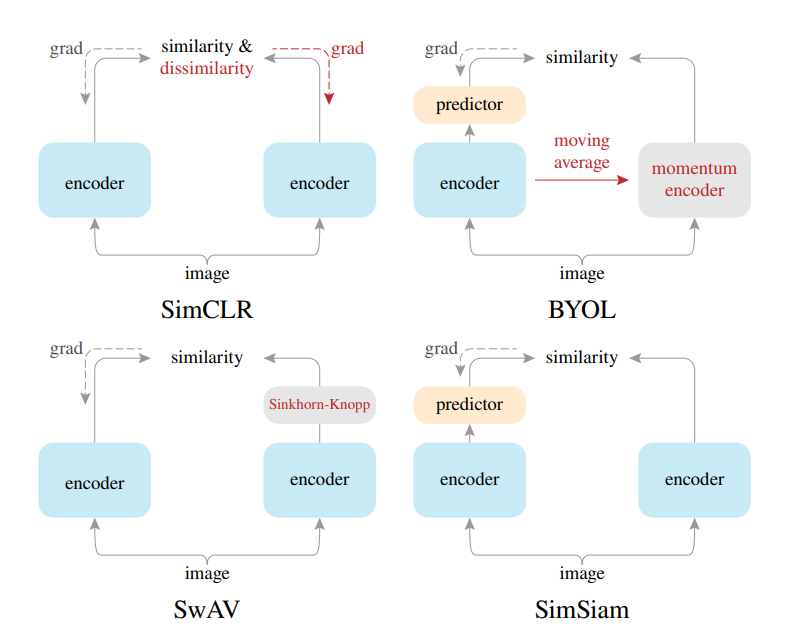 grad
similarity &
dissimilarity
grad
encoder
encoder
image
SimCLR
grad
similarity
predictor
encoder
moving
average
momentum
encoder
image
BYOL
grad
similarity
Sinkhorn-Knopp
encoder
encoder
image
SwAV
grad
similarity
predictor
encoder
encoder
image
SimSiam